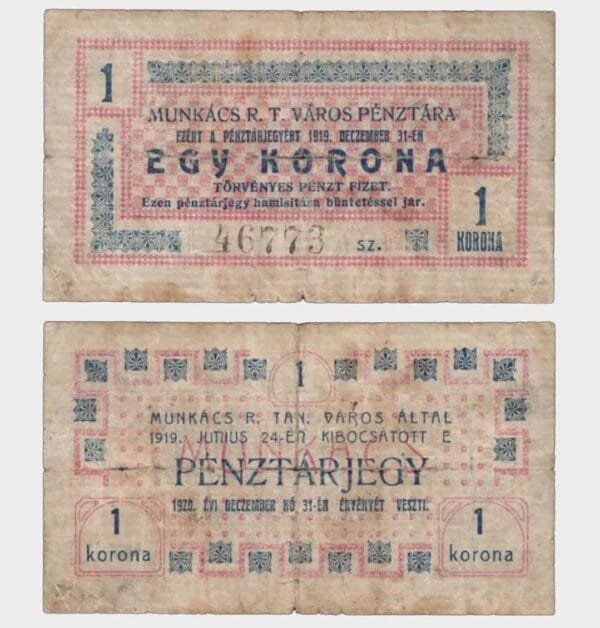 1
MUNKÁCS R. T. VÁROS PÉNZTÁRA
EZÉRT A PÉNZTÁRJEGYÉRT 1919. DECZEMBER 31-ÉN
EGY KORONA
TÖRVÉNYES PÉNZT FIZET.
Ezen pénztárjegy hamisitása büntetéssel jár.
46773 SZ.
1
KORONA
1
MUNKÁCS R. TAN. VÁROS ÁLTAL
1919. JUNIUS 24-ÉN KIBOCSÁTOTT E
MUNKÁCS
PÉNZTÁRJEGY
1920. ÉVI DECZEMBER HÓ 31-ÉN ÉRVÉNYÉT VESZTI.
1
korona
1
korona